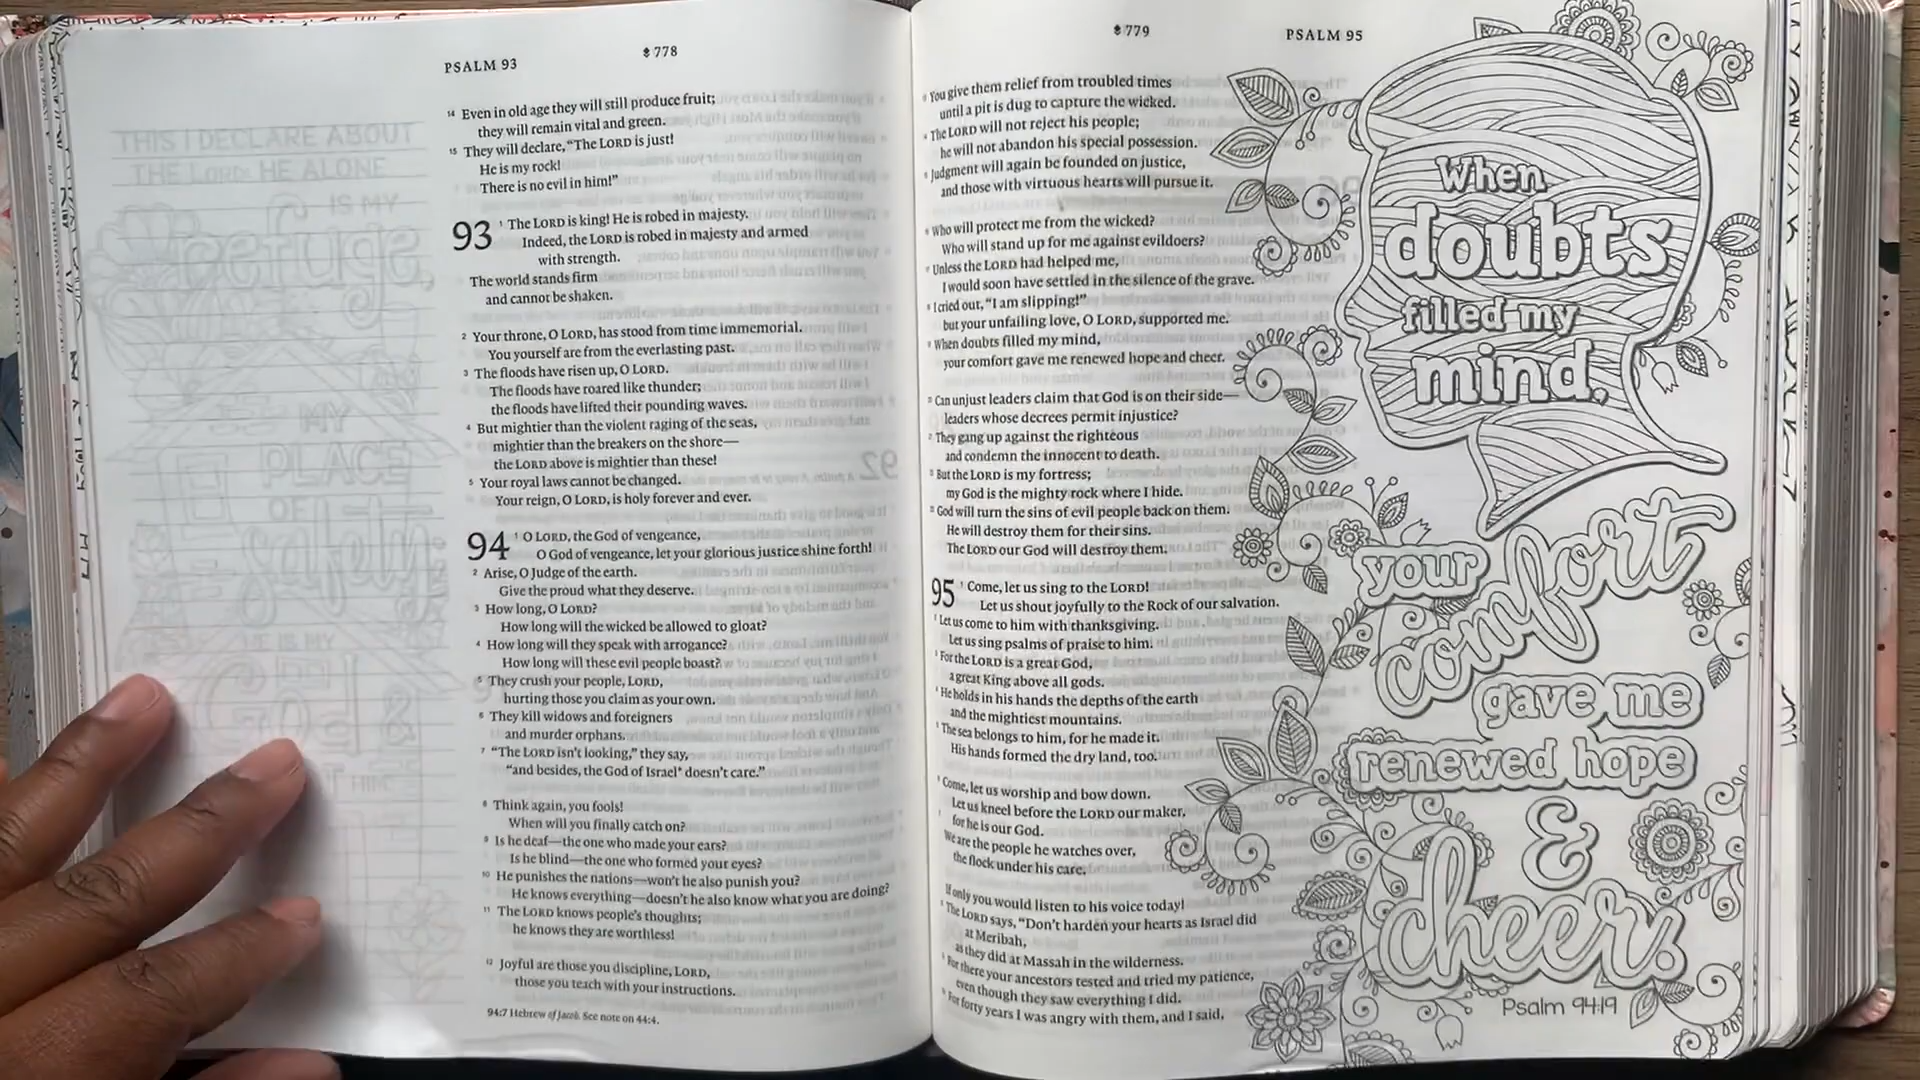 PSALM 93
778
THIS I DECLARE ABOUT
THE LORD: HE ALONE
IS MY
refuge,
MY
PLACE
OF
safety;
HE IS MY
God &
14 Even in old age they will still produce fruit;
they will remain vital and green.
15 They will declare, “The LORD is just!
He is my rock!
There is no evil in him!”
93 1 The LORD is king! He is robed in majesty.
Indeed, the LORD is robed in majesty and armed
with strength.
The world stands firm
and cannot be shaken.
2 Your throne, O LORD, has stood from time immemorial.
You yourself are from the everlasting past.
3 The floods have risen up, O LORD.
The floods have roared like thunder;
the floods have lifted their pounding waves.
4 But mightier than the violent raging of the seas,
mightier than the breakers on the shore—
the LORD above is mightier than these!
5 Your royal laws cannot be changed.
Your reign, O LORD, is holy forever and ever.
94 1 O LORD, the God of vengeance,
O God of vengeance, let your glorious justice shine forth!
2 Arise, O Judge of the earth.
Give the proud what they deserve.
3 How long, O LORD?
How long will the wicked be allowed to gloat?
4 How long will they speak with arrogance?
How long will these evil people boast?
5 They crush your people, LORD,
hurting those you claim as your own.
6 They kill widows and foreigners
and murder orphans.
7 “The LORD isn’t looking,” they say,
“and besides, the God of Israel* doesn’t care.”
8 Think again, you fools!
When will you finally catch on?
9 Is he deaf—the one who made your ears?
Is he blind—the one who formed your eyes?
10 He punishes the nations—won’t he also punish you?
He knows everything—doesn’t he also know what you are doing?
11 The LORD knows people’s thoughts;
he knows they are worthless!
12 Joyful are those you discipline, LORD,
those you teach with your instructions.
94:7 Hebrew of Jacob. See note on 44:4.
779
PSALM 95
You give them relief from troubled times
until a pit is dug to capture the wicked.
The LORD will not reject his people;
he will not abandon his special possession.
Judgment will again be founded on justice,
and those with virtuous hearts will pursue it.
Who will protect me from the wicked?
Who will stand up for me against evildoers?
Unless the LORD had helped me,
I would soon have settled in the silence of the grave.
I cried out, “I am slipping!”
but your unfailing love, O LORD, supported me.
When doubts filled my mind,
your comfort gave me renewed hope and cheer.
Can unjust leaders claim that God is on their side—
leaders whose decrees permit injustice?
They gang up against the righteous
and condemn the innocent to death.
But the LORD is my fortress;
my God is the mighty rock where I hide.
God will turn the sins of evil people back on them.
He will destroy them for their sins.
The LORD our God will destroy them.
95 1 Come, let us sing to the LORD!
Let us shout joyfully to the Rock of our salvation.
Let us come to him with thanksgiving.
Let us sing psalms of praise to him.
For the LORD is a great God,
a great King above all gods.
He holds in his hands the depths of the earth
and the mightiest mountains.
The sea belongs to him, for he made it.
His hands formed the dry land, too.
Come, let us worship and bow down.
Let us kneel before the LORD our maker,
for he is our God.
We are the people he watches over,
the flock under his care.
If only you would listen to his voice today!
The LORD says, “Don’t harden your hearts as Israel did
at Meribah,
as they did at Massah in the wilderness.
For there your ancestors tested and tried my patience,
even though they saw everything I did.
For forty years I was angry with them, and I said,
When
doubts
filled my
mind,
your
comfort
gave me
renewed hope
&
cheer.
Psalm 94:19